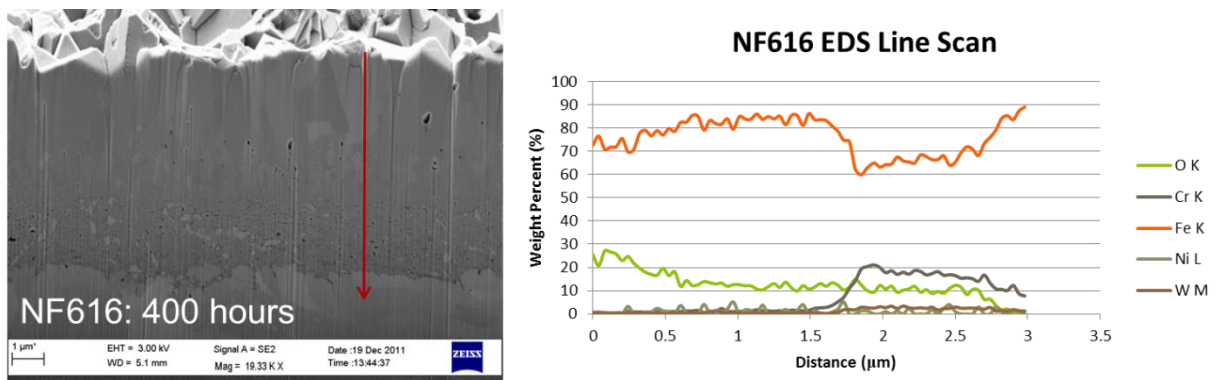 NF616: 400 hours
1 µm*
EHT = 3.00 kV
WD = 5.1 mm
Signal A = SE2
Mag = 19.33 K X
Date :19 Dec 2011
Time :13:44:37
ZEISS
NF616 EDS Line Scan
Weight Percent (%)
100
90
80
70
60
50
40
30
20
10
0
0
0.5
1
1.5
2
2.5
3
3.5
Distance (µm)
O K
Cr K
Fe K
Ni L
W M